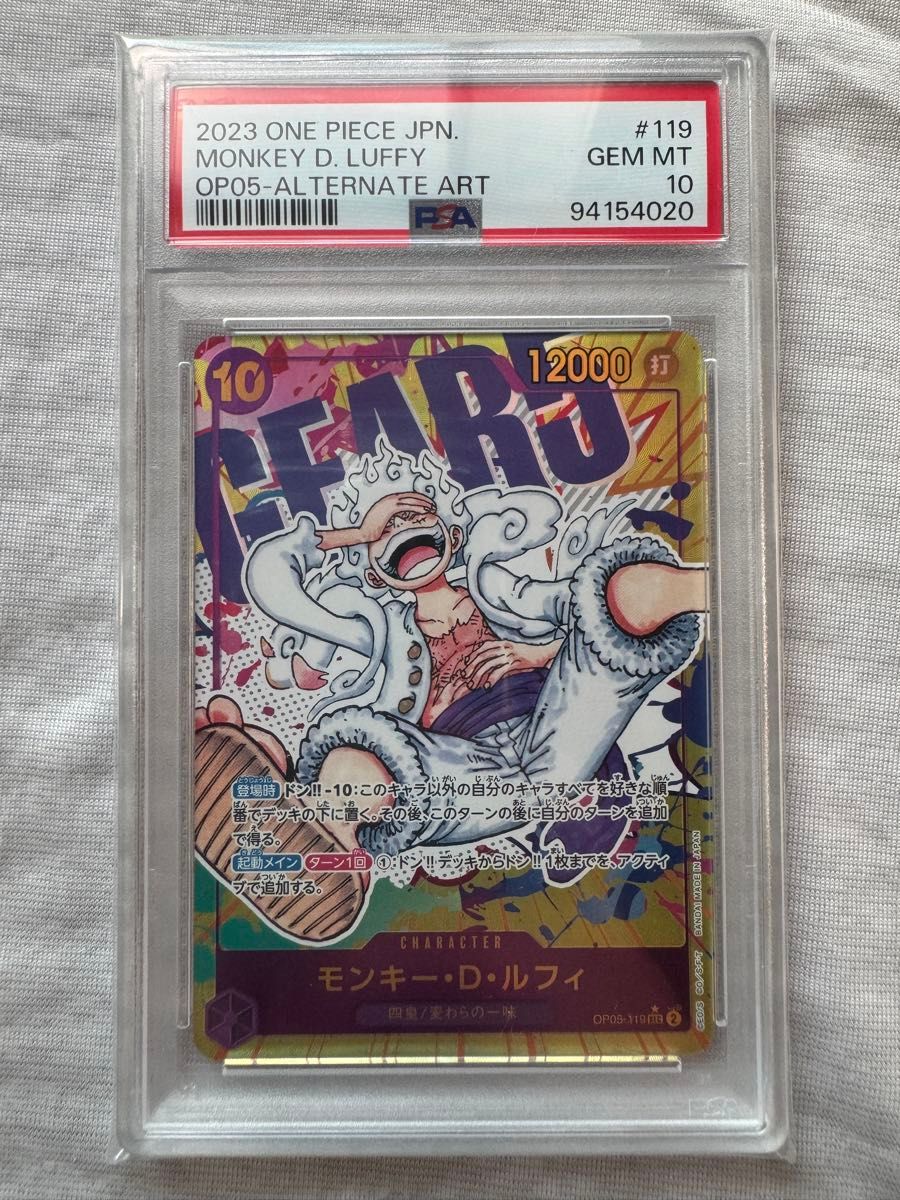 2023 ONE PIECE JPN. #119
MONKEY D. LUFFY GEM MT
OP05-ALTERNATE ART 10
PSA 94154020
10 12000 打
GEAR5
登場時 ドン!!-10:このキャラ以外の自分のキャラすべてを好きな順
番でデッキの下に置く。その後、このターンの後に自分のターンを追加
で得る。
起動メイン ターン1回 ①:ドン!!デッキからドン!!1枚までを、アクティ
ブで追加する。
CHARACTER
モンキー・D・ルフィ
四皇/麦わらの一味
OP05-119 SEC 2
BANDAI MADE IN JAPAN